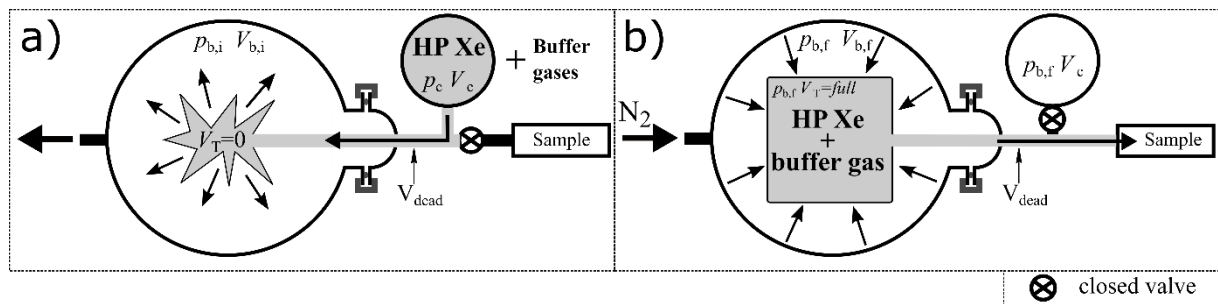 a)
p_b,i V_b,i
V_T=0
HP Xe
p_c V_c
+ Buffer
gases
Sample
V_dead
b)
N2
p_b,f V_b,f
p_b,f V_T=full
HP Xe
+
buffer gas
p_b,f V_c
Sample
V_dead
closed valve